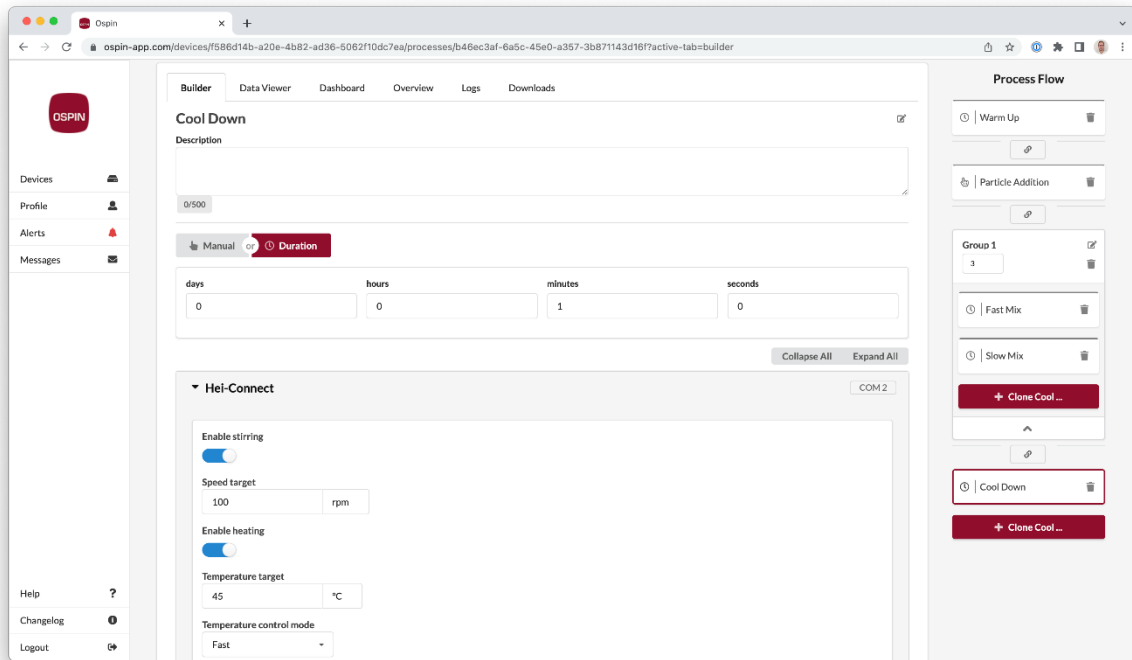 Ospin
ospin-app.com/devices/f586d14b-a20e-4b82-ad36-5062f10dc7ea/processes/b46ec3af-6a5c-45e0-a357-3b871143d16f?active-tab=builder
OSPIN
Devices
Profile
Alerts
Messages
Help
Changelog
Logout
Builder Data Viewer Dashboard Overview Logs Downloads
Cool Down
Description
0/500
Manual or Duration
days hours minutes seconds
0 0 1 0
Collapse All Expand All
Hei-Connect COM 2
Enable stirring
Speed target
100 rpm
Enable heating
Temperature target
45 °C
Temperature control mode
Fast
Process Flow
Warm Up
Particle Addition
Group 1
3
Fast Mix
Slow Mix
+ Clone Cool ...
Cool Down
+ Clone Cool ...